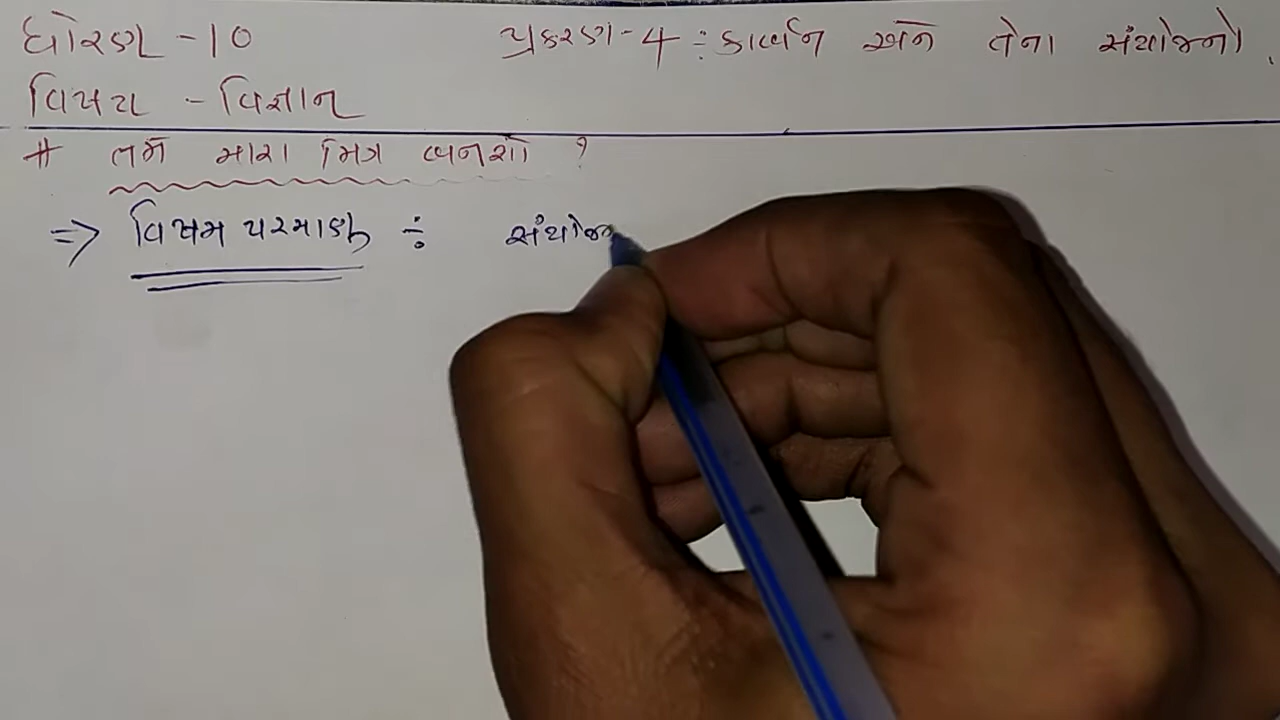 ધોરણ -10 પ્રકરણ-4 ÷ કાર્બન અને તેના સંયોજનો.
વિષય -વિજ્ઞાન
# તમે મારા મિત્ર બનશો ?
⇒ વિષમ પરમાણુ ÷ સંયોજ